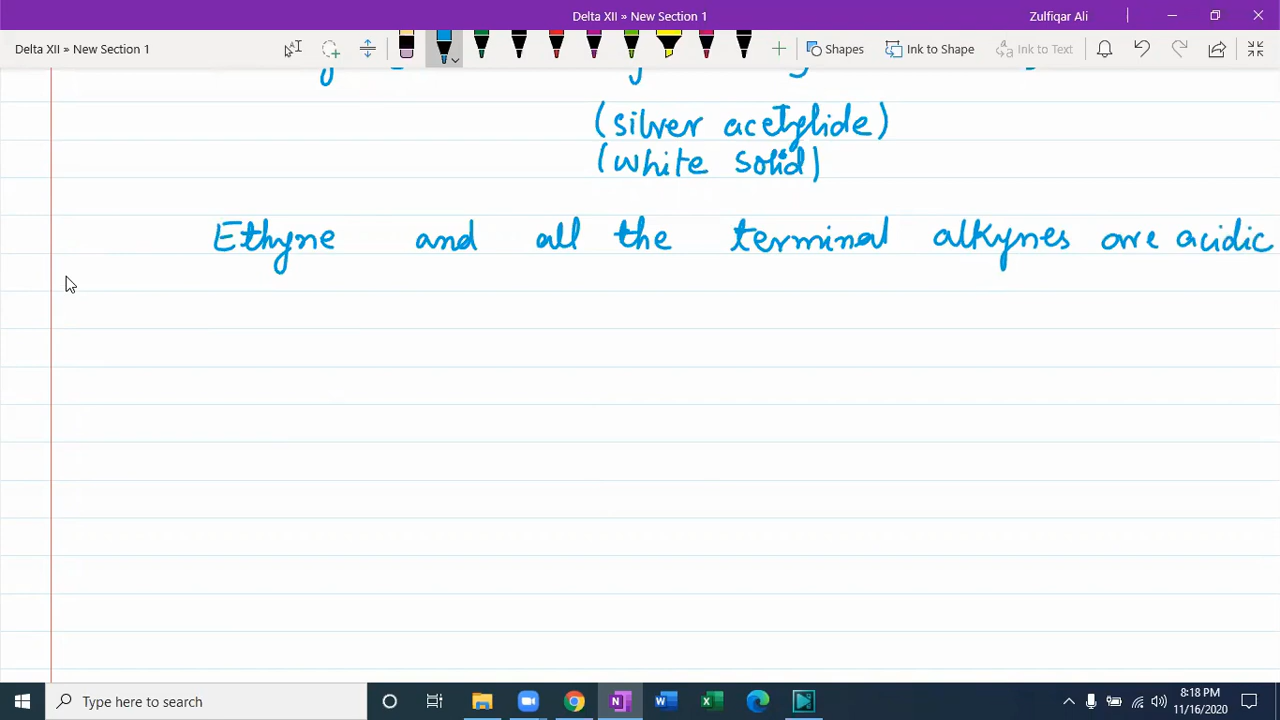 Delta XII » New Section 1
Zulfiqar Ali
Delta XII » New Section 1
Shapes
Ink to Shape
Ink to Text
(silver acetylide)
(white solid)
Ethyne and all the terminal alkynes are acidic
Type here to search
8:18 PM
11/16/2020